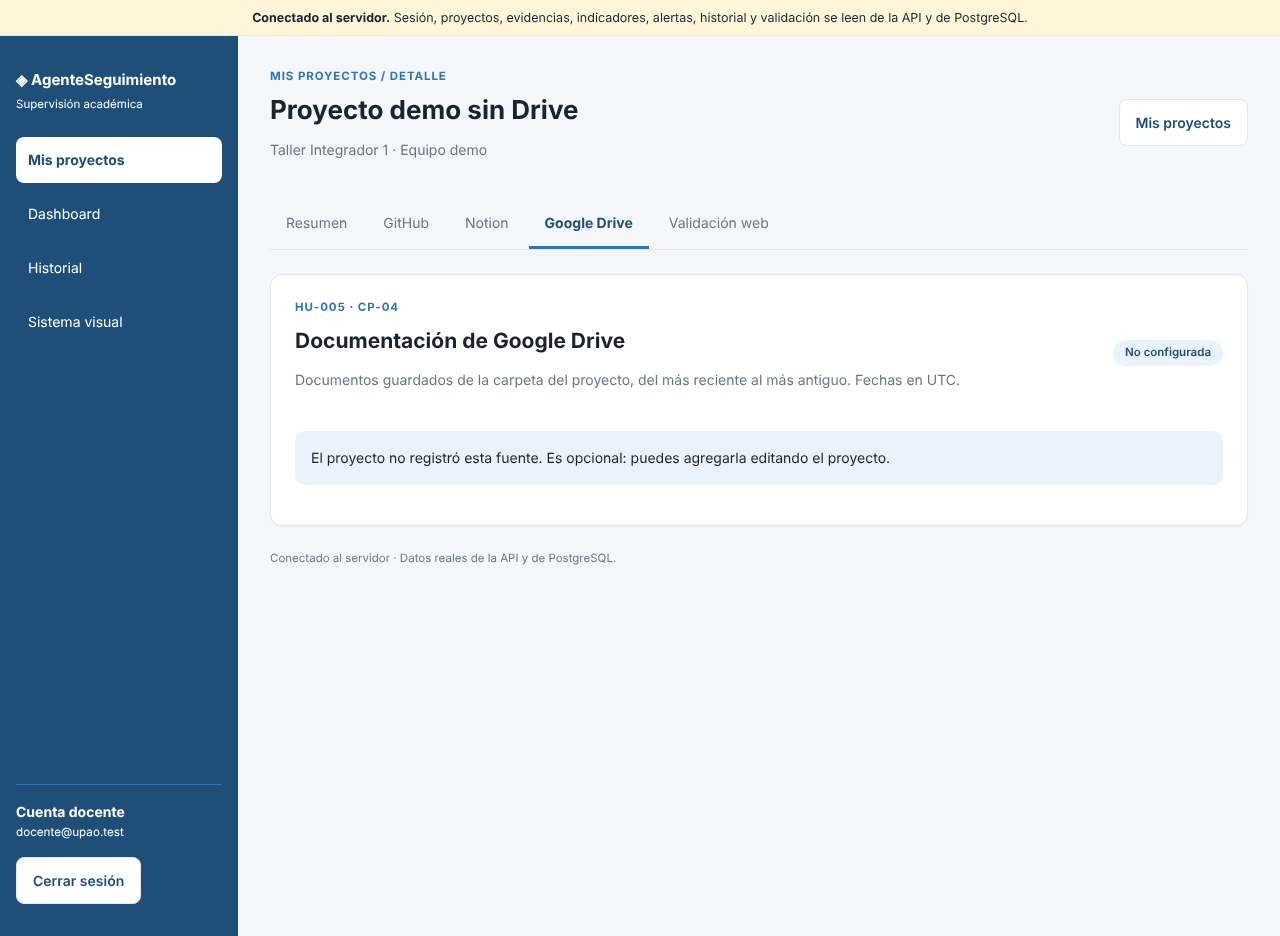 Conectado al servidor. Sesión, proyectos, evidencias, indicadores, alertas, historial y validación se leen de la API y de PostgreSQL.
◈ AgenteSeguimiento
Supervisión académica
Mis proyectos
Dashboard
Historial
Sistema visual
Cuenta docente
docente@upao.test
Cerrar sesión
MIS PROYECTOS / DETALLE
Proyecto demo sin Drive
Taller Integrador 1 · Equipo demo
Mis proyectos
Resumen GitHub Notion Google Drive Validación web
HU-005 · CP-04
Documentación de Google Drive
Documentos guardados de la carpeta del proyecto, del más reciente al más antiguo. Fechas en UTC.
No configurada
El proyecto no registró esta fuente. Es opcional: puedes agregarla editando el proyecto.
Conectado al servidor · Datos reales de la API y de PostgreSQL.